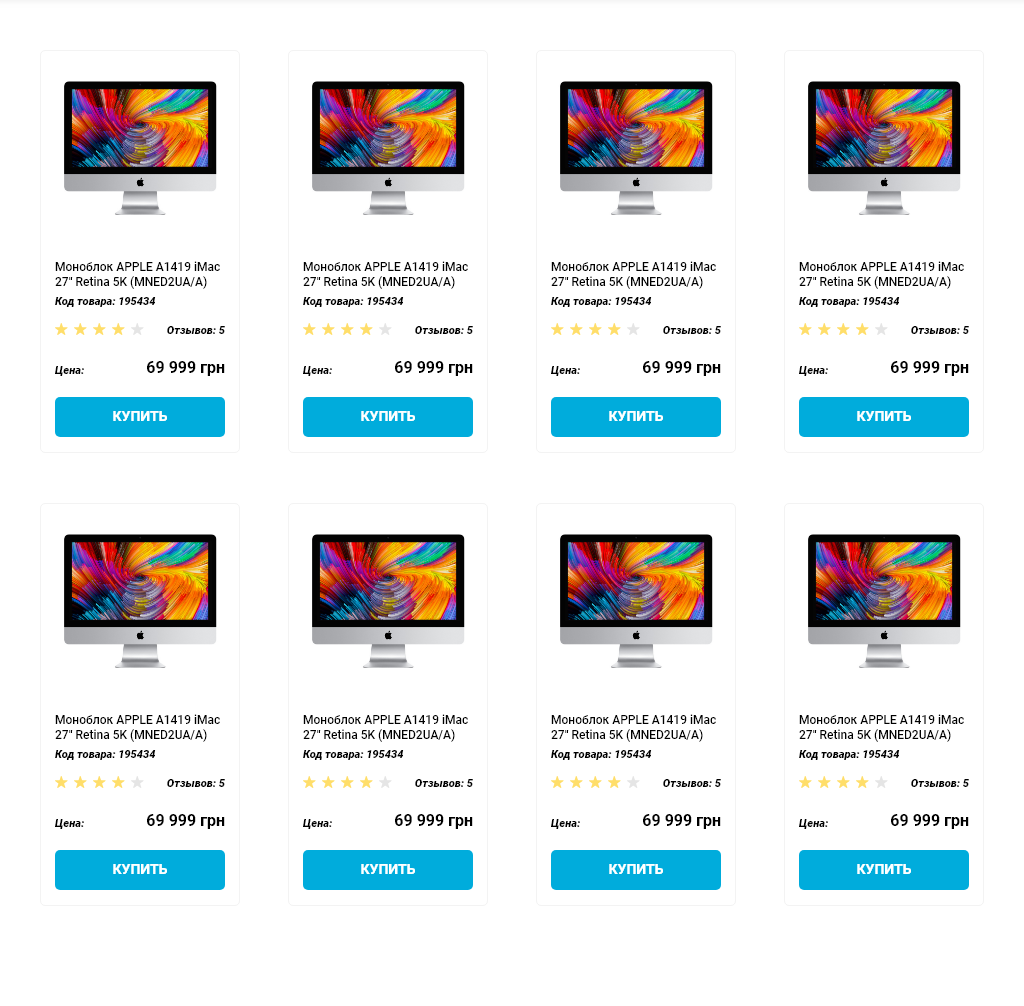 Моноблок APPLE A1419 iMac
27" Retina 5K (MNED2UA/A)
Код товара: 195434
Отзывов: 5
Цена: 69 999 грн
КУПИТЬ
Моноблок APPLE A1419 iMac
27" Retina 5K (MNED2UA/A)
Код товара: 195434
Отзывов: 5
Цена: 69 999 грн
КУПИТЬ
Моноблок APPLE A1419 iMac
27" Retina 5K (MNED2UA/A)
Код товара: 195434
Отзывов: 5
Цена: 69 999 грн
КУПИТЬ
Моноблок APPLE A1419 iMac
27" Retina 5K (MNED2UA/A)
Код товара: 195434
Отзывов: 5
Цена: 69 999 грн
КУПИТЬ
Моноблок APPLE A1419 iMac
27" Retina 5K (MNED2UA/A)
Код товара: 195434
Отзывов: 5
Цена: 69 999 грн
КУПИТЬ
Моноблок APPLE A1419 iMac
27" Retina 5K (MNED2UA/A)
Код товара: 195434
Отзывов: 5
Цена: 69 999 грн
КУПИТЬ
Моноблок APPLE A1419 iMac
27" Retina 5K (MNED2UA/A)
Код товара: 195434
Отзывов: 5
Цена: 69 999 грн
КУПИТЬ
Моноблок APPLE A1419 iMac
27" Retina 5K (MNED2UA/A)
Код товара: 195434
Отзывов: 5
Цена: 69 999 грн
КУПИТЬ